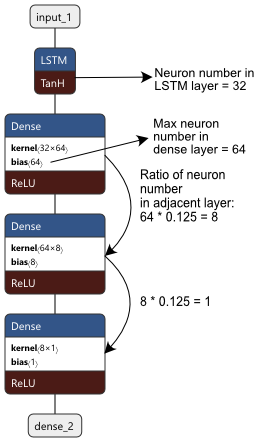 input_1
LSTM
TanH
Neuron number in
LSTM layer = 32
Dense
kernel⟨32×64⟩
bias⟨64⟩
ReLU
Max neuron
number in
dense layer = 64
Ratio of neuron
number
in adjacent layer:
64 * 0.125 = 8
Dense
kernel⟨64×8⟩
bias⟨8⟩
ReLU
8 * 0.125 = 1
Dense
kernel⟨8×1⟩
bias⟨1⟩
ReLU
dense_2